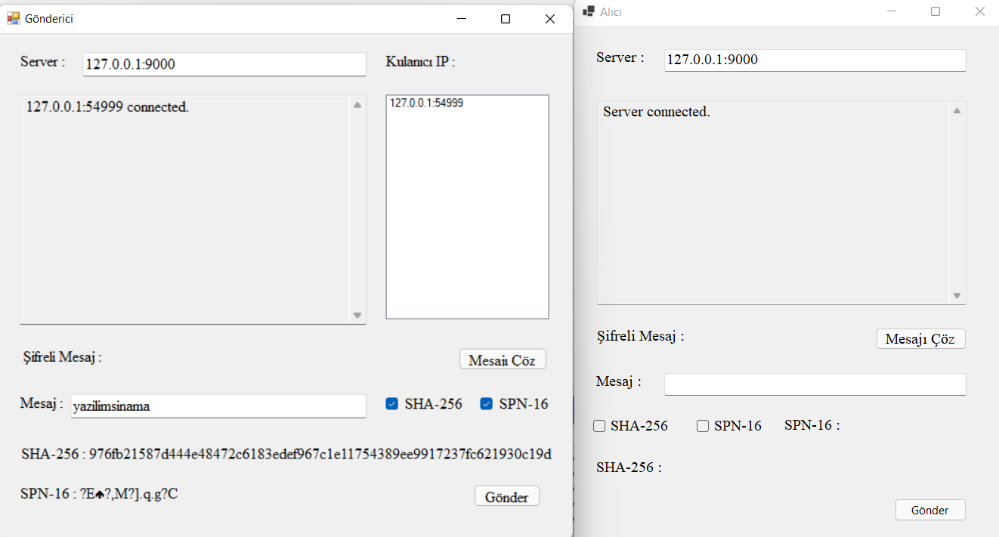 Gönderici
Server : 127.0.0.1:9000
Kulanıcı IP :
127.0.0.1:54999 connected.
127.0.0.1:54999
Şifreli Mesaj :
Mesajı Çöz
Mesaj : yazilimsinama
SHA-256
SPN-16
SHA-256 : 976fb21587d444e48472c6183edef967c1e11754389ee9917237fc621930c19d
SPN-16 : ?E♠?,M?].q.g?C
Gönder
Alıcı
Server : 127.0.0.1:9000
Server connected.
Şifreli Mesaj :
Mesajı Çöz
Mesaj :
SHA-256
SPN-16
SPN-16 :
SHA-256 :
Gönder